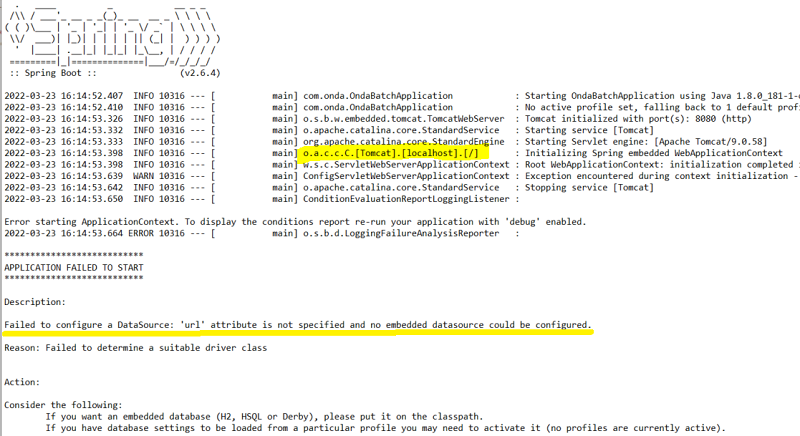 :: Spring Boot ::                (v2.6.4)
2022-03-23 16:14:52.407  INFO 10316 --- [           main] com.onda.OndaBatchApplication            : Starting OndaBatchApplication using Java 1.8.0_181-1-
2022-03-23 16:14:52.410  INFO 10316 --- [           main] com.onda.OndaBatchApplication            : No active profile set, falling back to 1 default prof
2022-03-23 16:14:53.326  INFO 10316 --- [           main] o.s.b.w.embedded.tomcat.TomcatWebServer  : Tomcat initialized with port(s): 8080 (http)
2022-03-23 16:14:53.332  INFO 10316 --- [           main] o.apache.catalina.core.StandardService   : Starting service [Tomcat]
2022-03-23 16:14:53.333  INFO 10316 --- [           main] org.apache.catalina.core.StandardEngine  : Starting Servlet engine: [Apache Tomcat/9.0.58]
2022-03-23 16:14:53.398  INFO 10316 --- [           main] o.a.c.c.C.[Tomcat].[localhost].[/]       : Initializing Spring embedded WebApplicationContext
2022-03-23 16:14:53.398  INFO 10316 --- [           main] w.s.c.ServletWebServerApplicationContext : Root WebApplicationContext: initialization completed i
2022-03-23 16:14:53.639  WARN 10316 --- [           main] ConfigServletWebServerApplicationContext : Exception encountered during context initialization -
2022-03-23 16:14:53.642  INFO 10316 --- [           main] o.apache.catalina.core.StandardService   : Stopping service [Tomcat]
2022-03-23 16:14:53.650  INFO 10316 --- [           main] ConditionEvaluationReportLoggingListener :
Error starting ApplicationContext. To display the conditions report re-run your application with 'debug' enabled.
2022-03-23 16:14:53.664 ERROR 10316 --- [           main] o.s.b.d.LoggingFailureAnalysisReporter   :
***************************
APPLICATION FAILED TO START
***************************
Description:
Failed to configure a DataSource: 'url' attribute is not specified and no embedded datasource could be configured.
Reason: Failed to determine a suitable driver class
Action:
Consider the following:
If you want an embedded database (H2, HSQL or Derby), please put it on the classpath.
If you have database settings to be loaded from a particular profile you may need to activate it (no profiles are currently active).